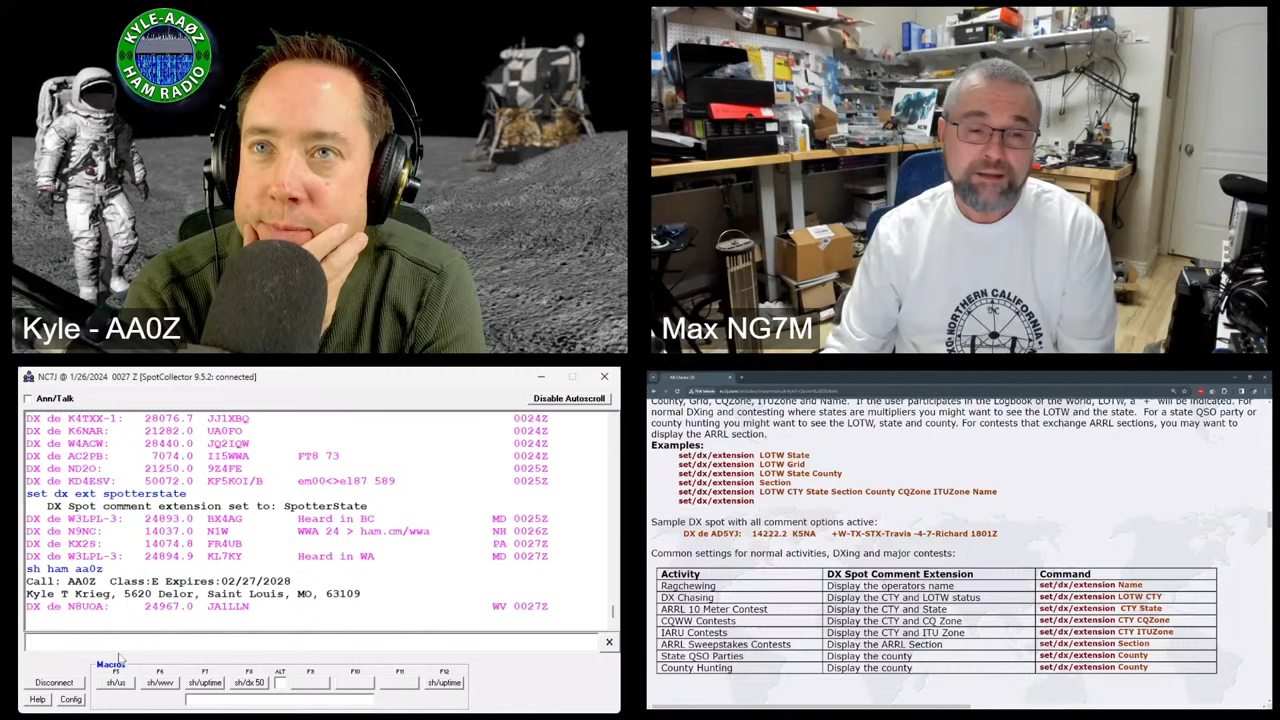 KYLE-AAØZ
HAM RADIO
Kyle - AA0Z
NORTHERN CALIFORNIA
DC
Max NG7M
NC7J @ 1/26/2024 0027 Z [SpotCollector 9.5.2: connected]
Ann/Talk
Disable Autoscroll
DX de K4TXX-1: 28076.7 JJ1XBQ 0024Z
DX de K6NAR: 21282.0 UA0FO 0024Z
DX de W4ACW: 28440.0 JQ2IQW 0024Z
DX de AC2PB: 7074.0 II5WWA FT8 73 0024Z
DX de ND2O: 21250.0 9Z4FE 0025Z
DX de KD4ESV: 50072.0 KF5KOI/B em00<>el87 589 0025Z
set dx ext spotterstate
DX Spot comment extension set to: SpotterState
DX de W3LPL-3: 24893.0 BX4AG Heard in BC MD 0025Z
DX de N9NC: 14037.0 N1W WWA 24 > ham.cm/wwa NH 0026Z
DX de KX2S: 14074.8 FR4UB PA 0027Z
DX de W3LPL-3: 24894.9 KL7KY Heard in WA MD 0027Z
sh ham aa0z
Call: AA0Z Class:E Expires:02/27/2028
Kyle T Krieg, 5620 Delor, Saint Louis, MO, 63109
DX de N8UOA: 24967.0 JA1LLN WV 0027Z
Macros
F5 F6 F7 F8 ALT F9 F10 F11 F12
Disconnect sh/us sh/wwv sh/uptime sh/dx 50 sh/uptime
Help Config
County, Grid, CQZone, ITUZone and Name. If the user participates in the Logbook of the World, LOTW, a "+" will be indicated. For
normal DXing and contesting where states are multipliers you might want to see the LOTW and the state. For a state QSO party or
county hunting you might want to see the LOTW, state and county. For contests that exchange ARRL sections, you may want to
display the ARRL section.
Examples:
set/dx/extension LOTW State
set/dx/extension LOTW Grid
set/dx/extension LOTW State County
set/dx/extension Section
set/dx/extension LOTW CTY State Section County CQZone ITUZone Name
set/dx/extension
Sample DX spot with all comment options active:
DX de AD5YJ: 14222.2 K5NA +W-TX-STX-Travis -4-7-Richard 1801Z
Common settings for normal activities, DXing and major contests:
Activity DX Spot Comment Extension Command
Ragchewing Display the operators name set/dx/extension Name
DX Chasing Display the CTY and LOTW status set/dx/extension LOTW CTY
ARRL 10 Meter Contest Display the CTY and State set/dx/extension CTY State
CQWW Contests Display the CTY and CQ Zone set/dx/extension CTY CQZone
IARU Contests Display the CTY and ITU Zone set/dx/extension CTY ITUZone
ARRL Sweepstakes Contests Display the ARRL Section set/dx/extension Section
State QSO Parties Display the county set/dx/extension County
County Hunting Display the county set/dx/extension County